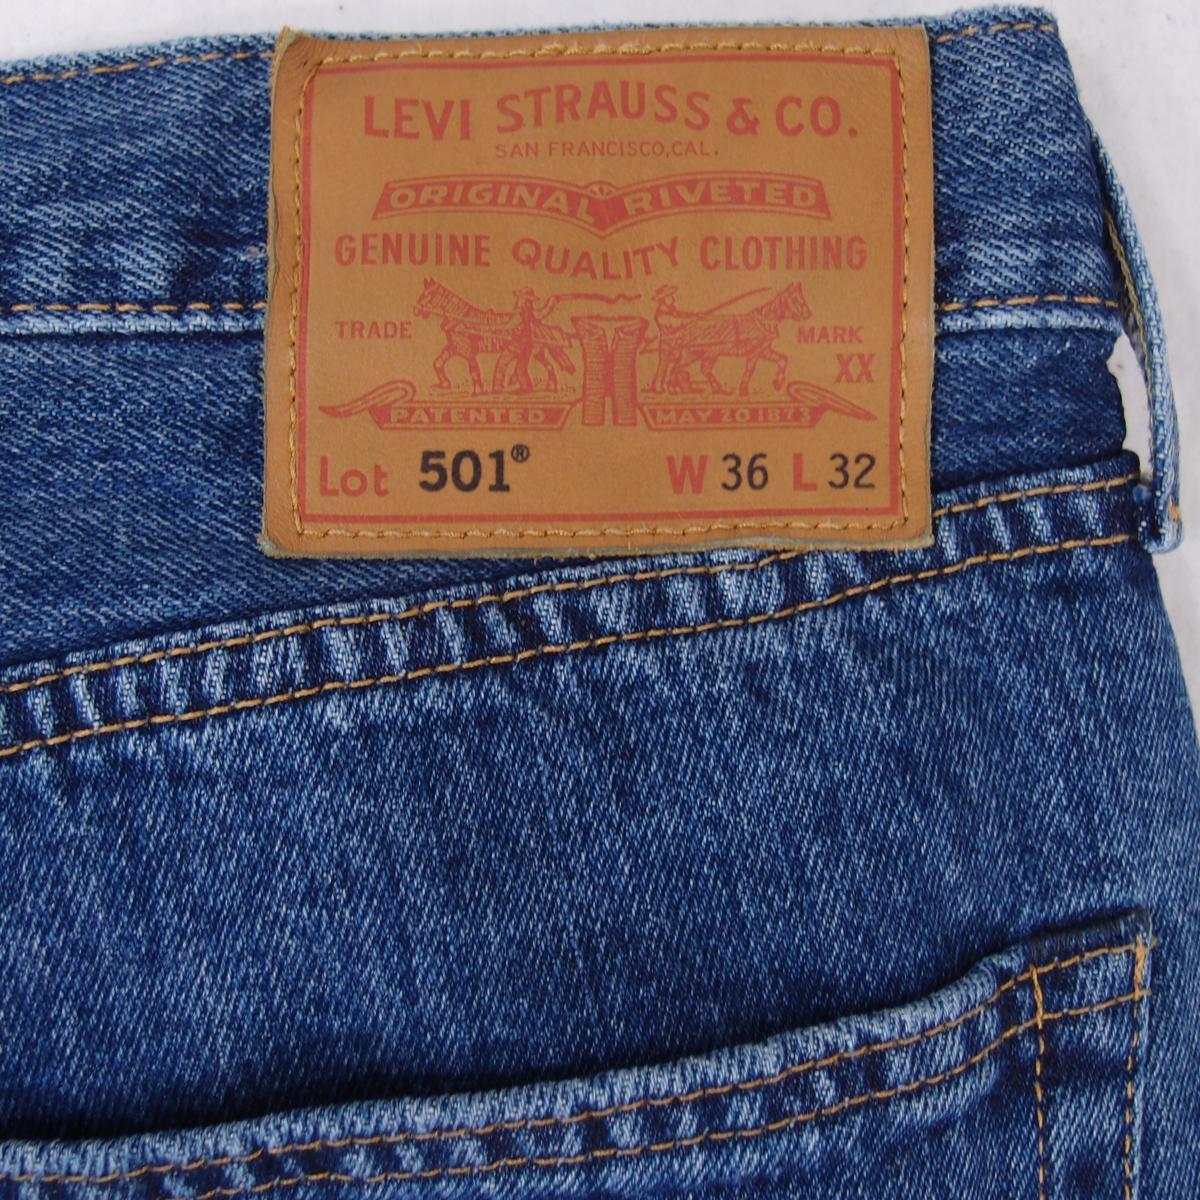 LEVI STRAUSS & CO.
SAN FRANCISCO, CAL.
ORIGINAL RIVETED
GENUINE QUALITY CLOTHING
TRADE MARK
XX
PATENTED MAY 20 1873
Lot 501® W 36 L 32